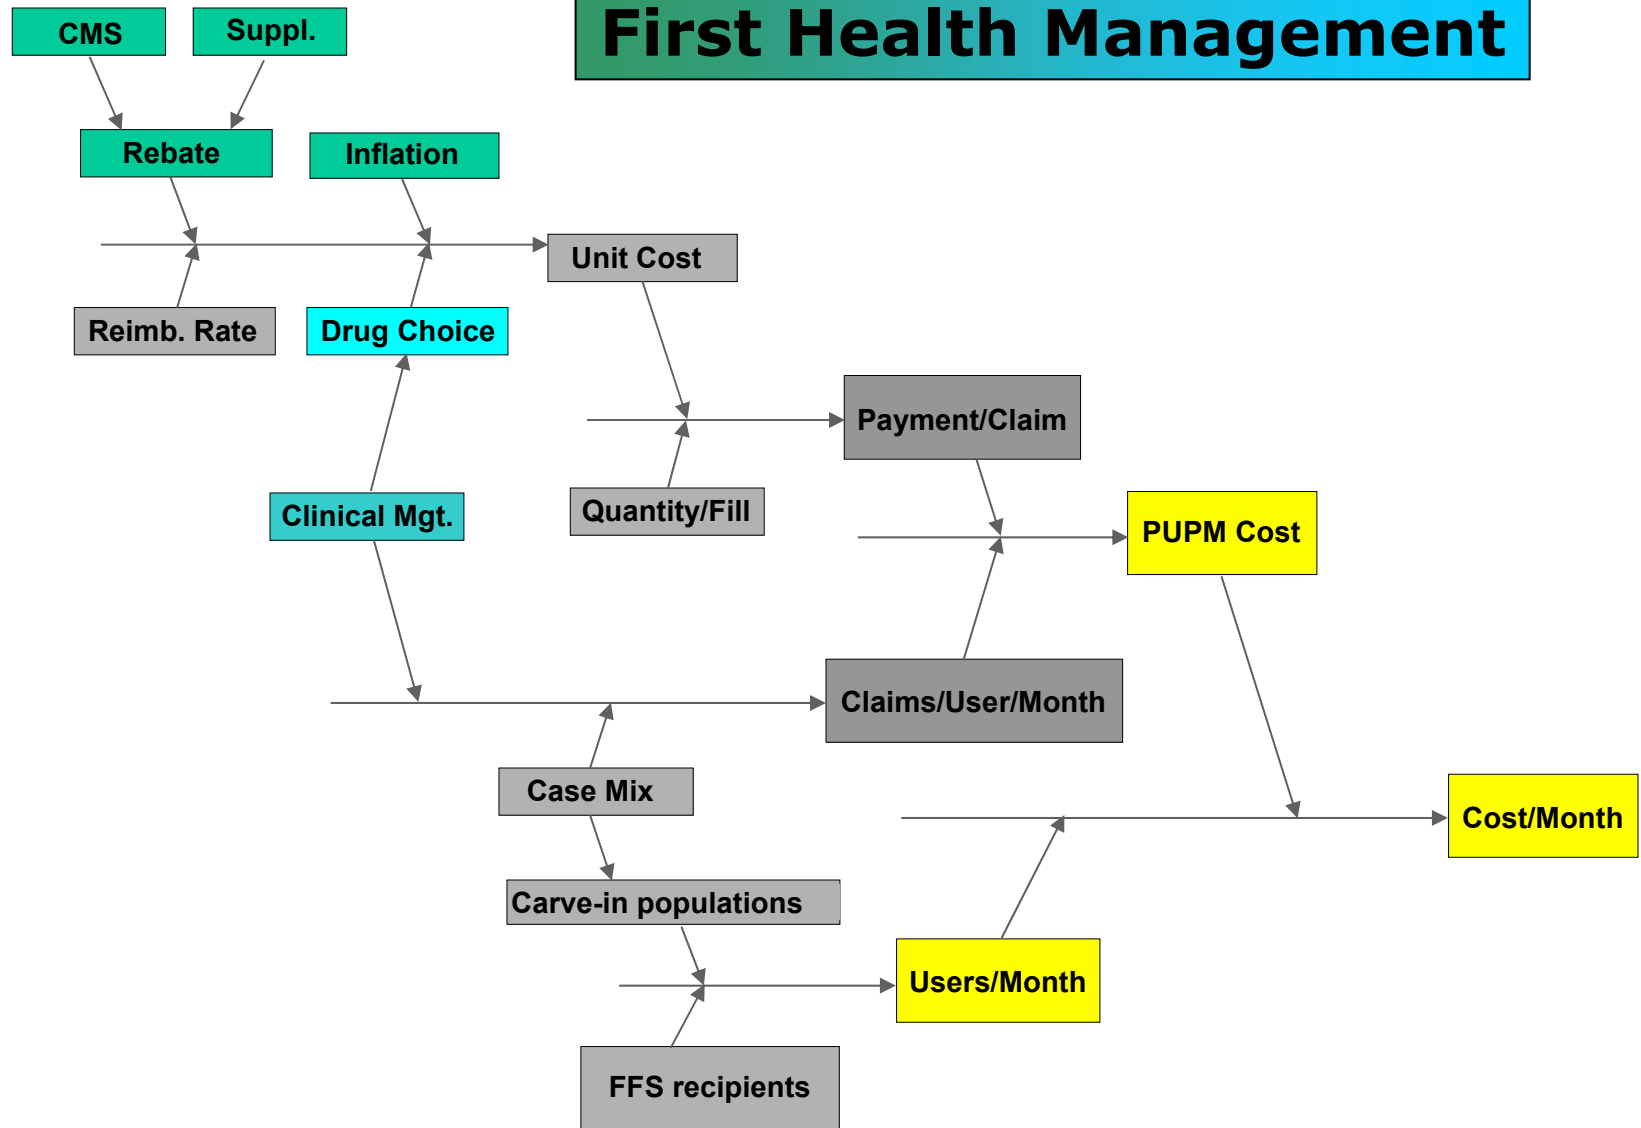 First Health Management
CMS
Suppl.
Rebate
Inflation
Unit Cost
Reimb. Rate
Drug Choice
Payment/Claim
Clinical Mgt.
Quantity/Fill
PUPM Cost
Claims/User/Month
Case Mix
Cost/Month
Carve-in populations
Users/Month
FFS recipients